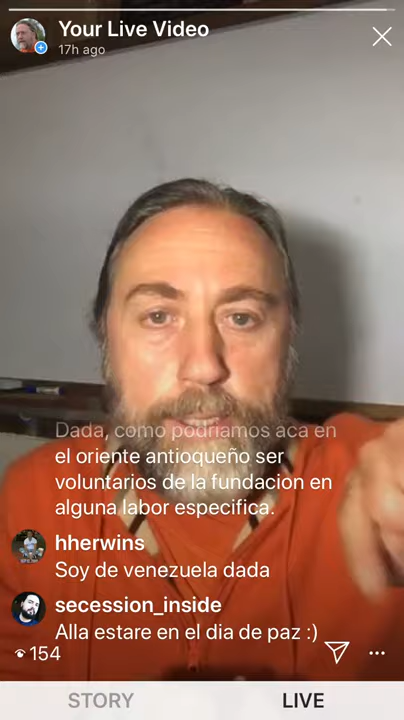 Your Live Video
17h ago
Dada, como podriamos aca en
el oriente antioqueño ser
voluntarios de la fundacion en
alguna labor especifica.
hherwins
Soy de venezuela dada
secession_inside
Alla estare en el dia de paz :)
154
STORY LIVE